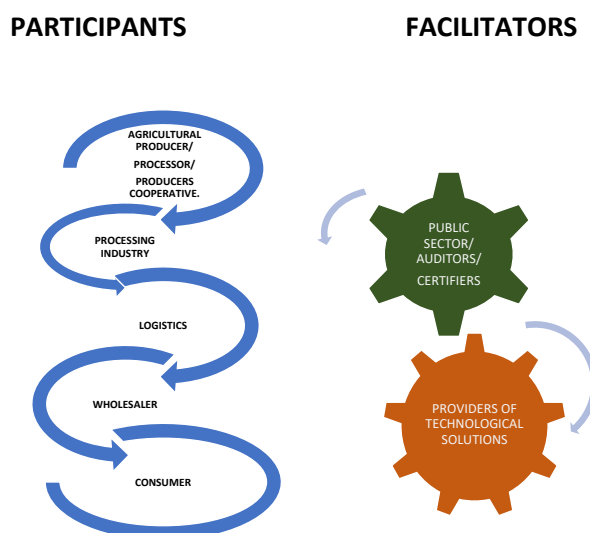 PARTICIPANTS
FACILITATORS
AGRICULTURAL
PRODUCER/
PROCESSOR/
PRODUCERS
COOPERATIVE.
PROCESSING
INDUSTRY
LOGISTICS
WHOLESALER
CONSUMER
PUBLIC
SECTOR/
AUDITORS/
CERTIFIERS
PROVIDERS OF
TECHNOLOGICAL
SOLUTIONS